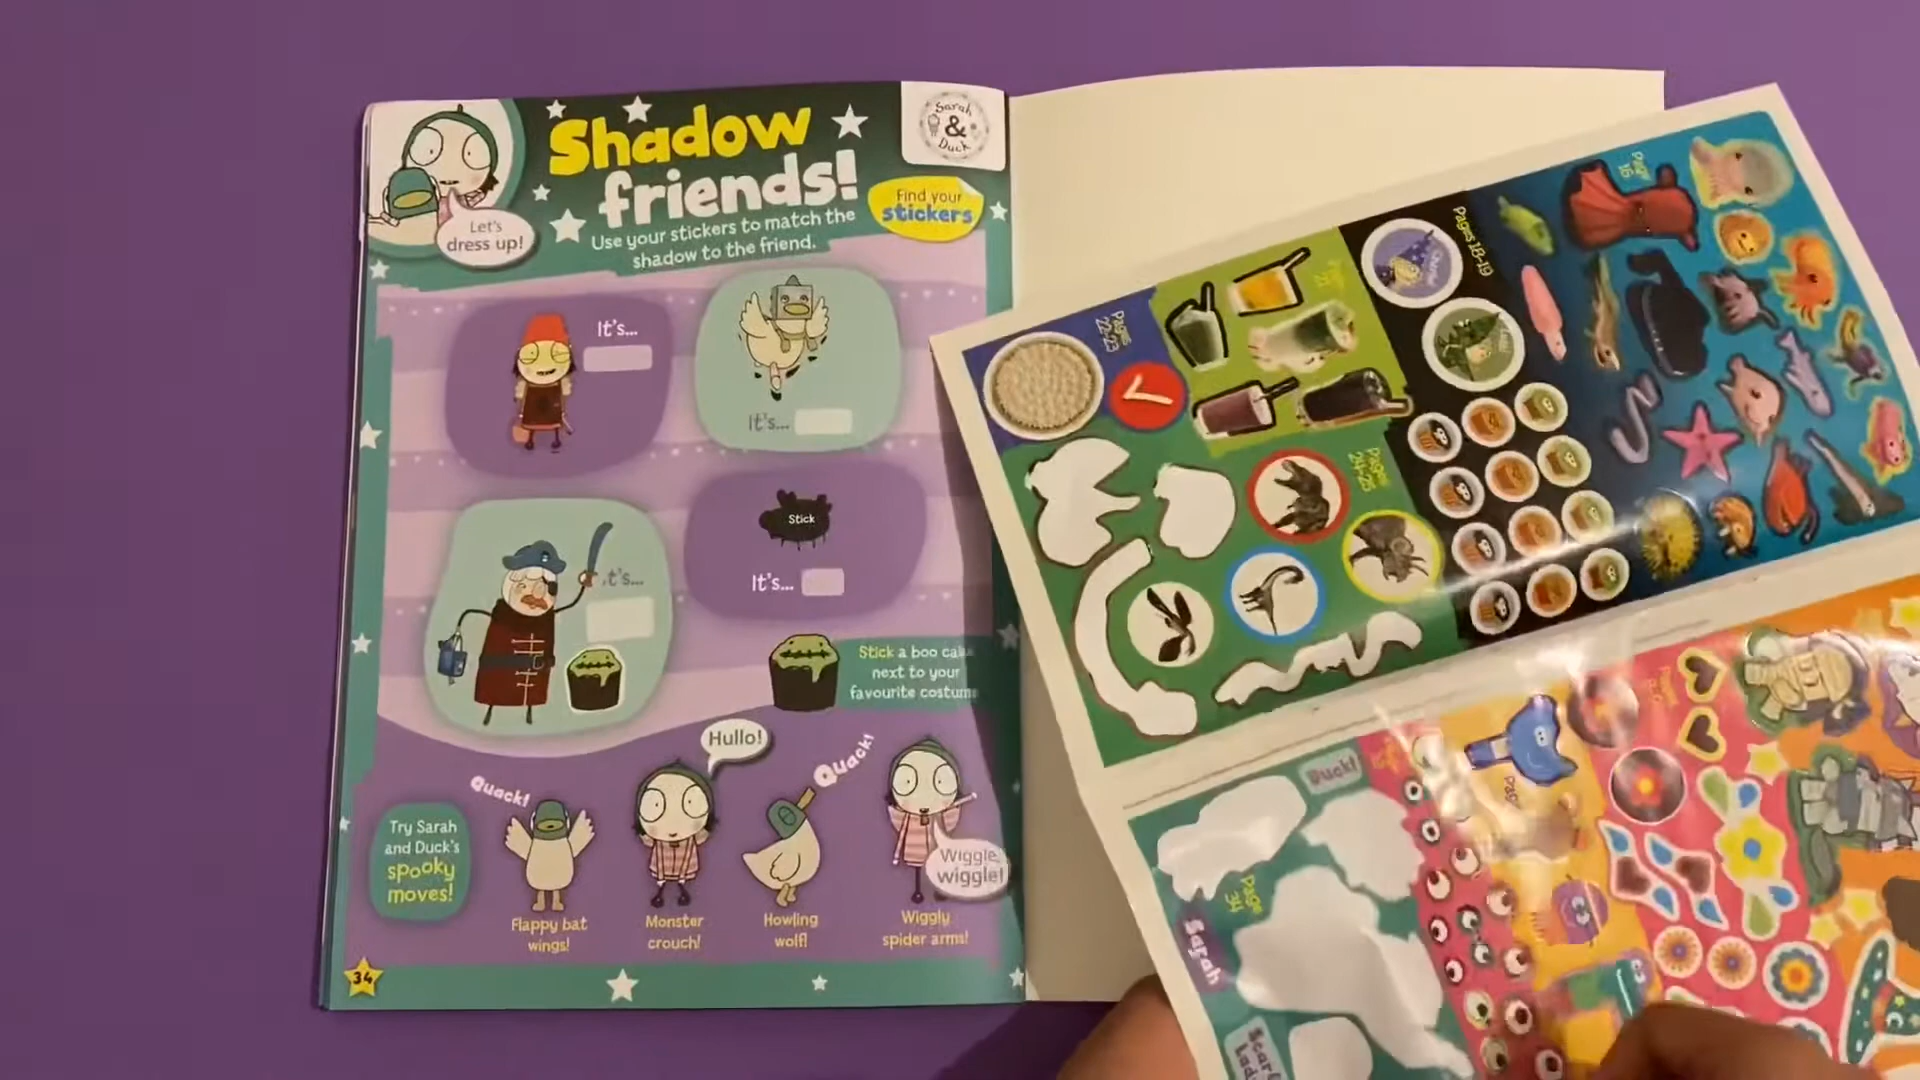 Shadow
friends!
Use your stickers to match the
shadow to the friend.
Sarah
&
Duck
Find your
stickers
Let's
dress up!
It's...
It's...
It's...
Stick
It's...
Stick a boo
next to your
favourite
Hullo!
Quack!
Quack!
Wiggle,
wiggle!
Try Sarah
and Duck's
spooky
moves!
Flappy bat
wings!
Monster
crouch!
Howling
wolf!
Wiggly
spider arms!
34
Page
16
pages 18-19
Pages
22-23
Pages
24-25
Duck!
Page
34
Sarah